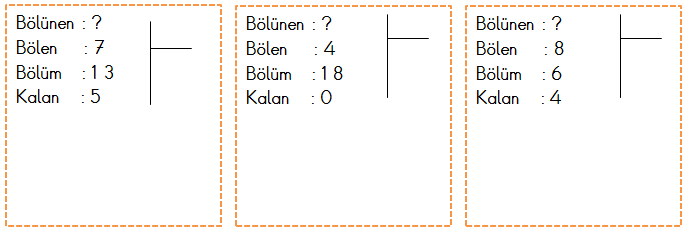 Bölünen : ?
Bölen : 7
Bölüm : 1 3
Kalan : 5
Bölünen : ?
Bölen : 4
Bölüm : 1 8
Kalan : 0
Bölünen : ?
Bölen : 8
Bölüm : 6
Kalan : 4